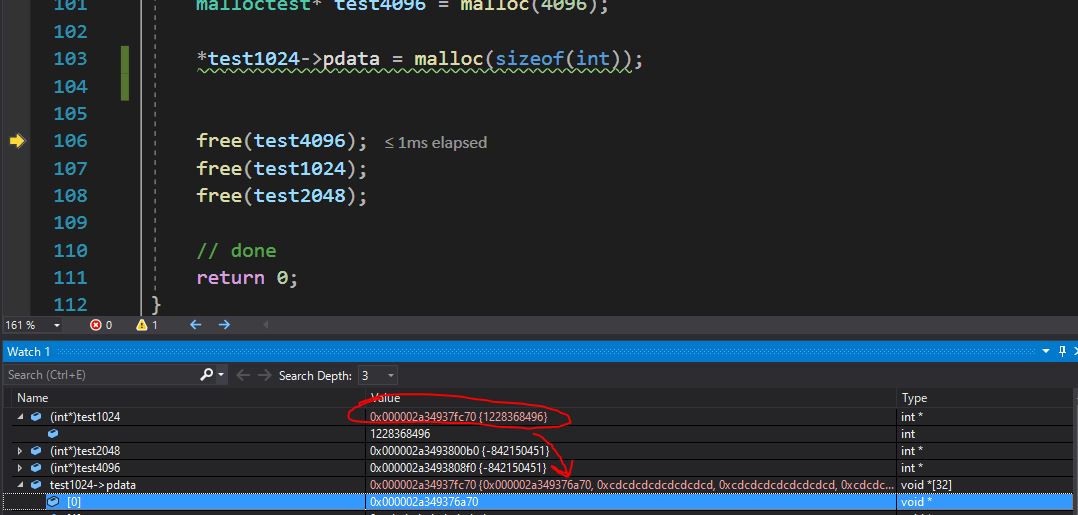 101 malloctest* test4096 = malloc(4096);
102
103 *test1024->pdata = malloc(sizeof(int));
104
105
106 free(test4096); ≤ 1ms elapsed
107 free(test1024);
108 free(test2048);
109
110 // done
111 return 0;
112 }
161 % 0 1
Watch 1
Search (Ctrl+E) Search Depth: 3
Name Value Type
(int*)test1024 0x000002a34937fc70 {1228368496} int *
1228368496 int
(int*)test2048 0x000002a3493800b0 {-842150451} int *
(int*)test4096 0x000002a3493808f0 {-842150451} int *
test1024->pdata 0x000002a34937fc70 {0x000002a349376a70, 0xcdcdcdcdcdcdcdcd, 0xcdcdcdcdcdcdcdcd, 0xcdcdc... void *[32]
[0] 0x000002a349376a70 void *